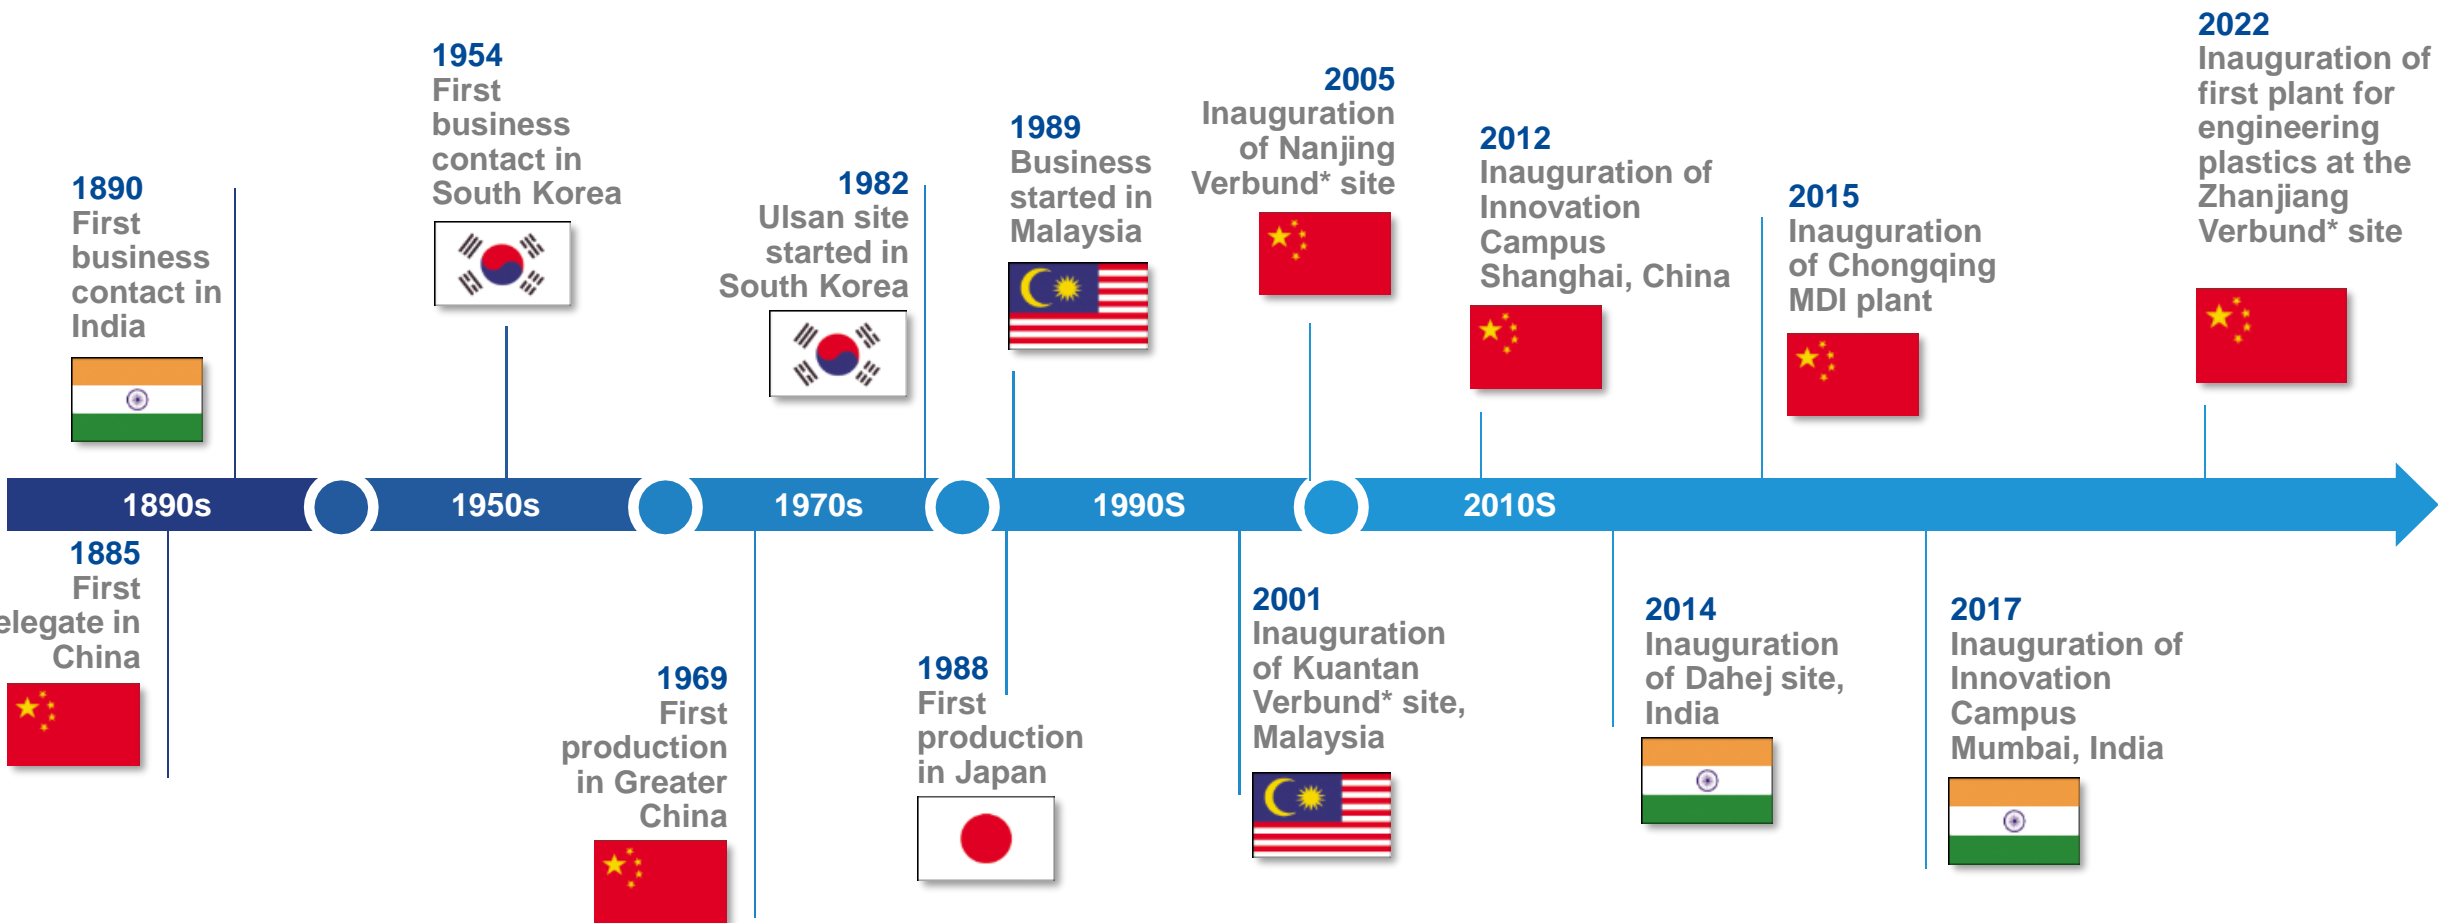 1890
First
business
contact in
India
1954
First
business
contact in
South Korea
1982
Ulsan site
started in
South Korea
1989
Business
started in
Malaysia
2005
Inauguration
of Nanjing
Verbund* site
2012
Inauguration of
Innovation
Campus
Shanghai, China
2015
Inauguration
of Chongqing
MDI plant
2022
Inauguration of
first plant for
engineering
plastics at the
Zhanjiang
Verbund* site
1890s
1950s
1970s
1990S
2010S
1885
First
elegate in
China
1969
First
production
in Greater
China
1988
First
production
in Japan
2001
Inauguration
of Kuantan
Verbund* site,
Malaysia
2014
Inauguration
of Dahej site,
India
2017
Inauguration of
Innovation
Campus
Mumbai, India